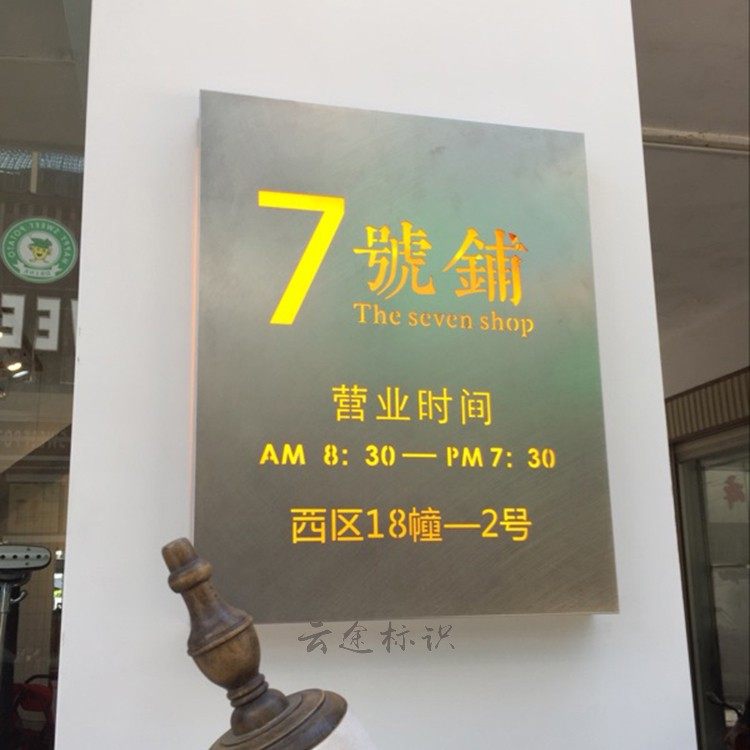 7號鋪
The seven shop
营业时间
AM 8：30 — PM 7：30
西区18幢—2号
云途标识